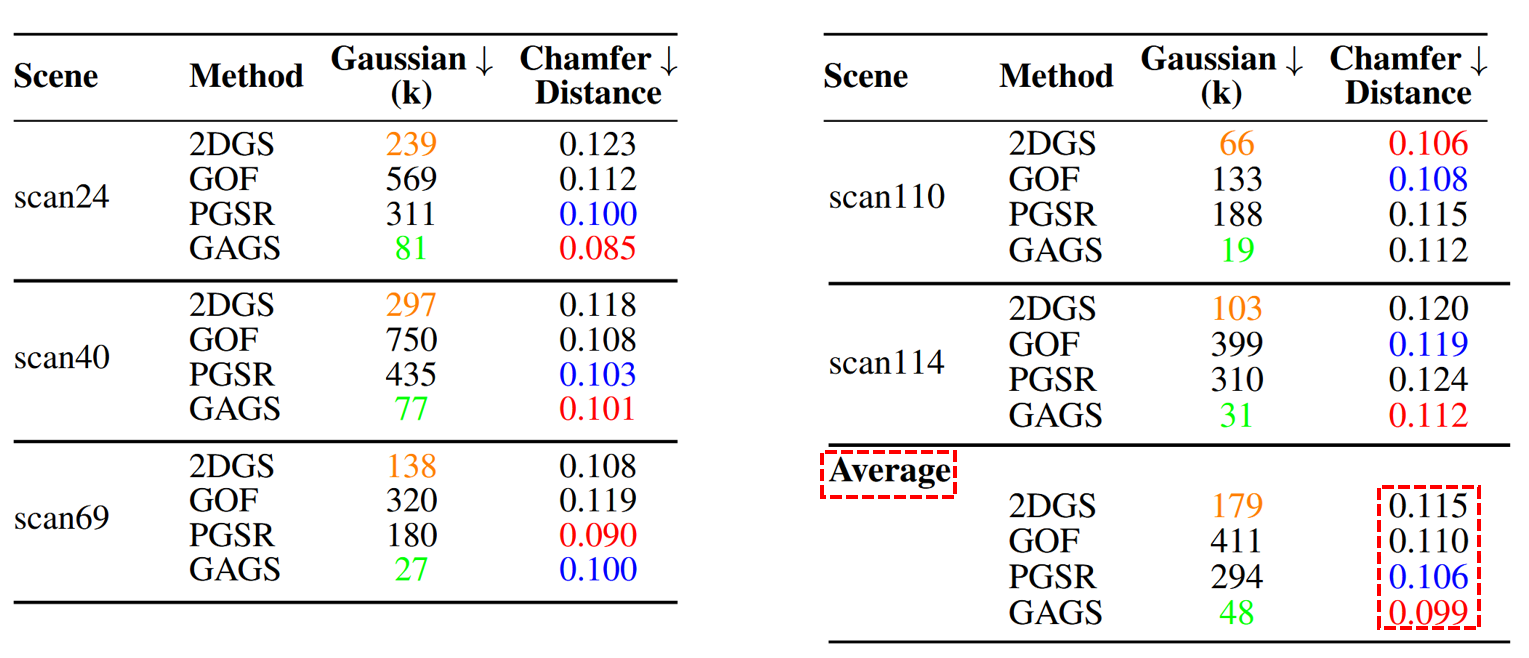 Scene Method Gaussian ↓ (k) Chamfer ↓ Distance
scan24
2DGS 239 0.123
GOF 569 0.112
PGSR 311 0.100
GAGS 81 0.085
scan40
2DGS 297 0.118
GOF 750 0.108
PGSR 435 0.103
GAGS 77 0.101
scan69
2DGS 138 0.108
GOF 320 0.119
PGSR 180 0.090
GAGS 27 0.100
Scene Method Gaussian ↓ (k) Chamfer ↓ Distance
scan110
2DGS 66 0.106
GOF 133 0.108
PGSR 188 0.115
GAGS 19 0.112
scan114
2DGS 103 0.120
GOF 399 0.119
PGSR 310 0.124
GAGS 31 0.112
Average
2DGS 179 0.115
GOF 411 0.110
PGSR 294 0.106
GAGS 48 0.099